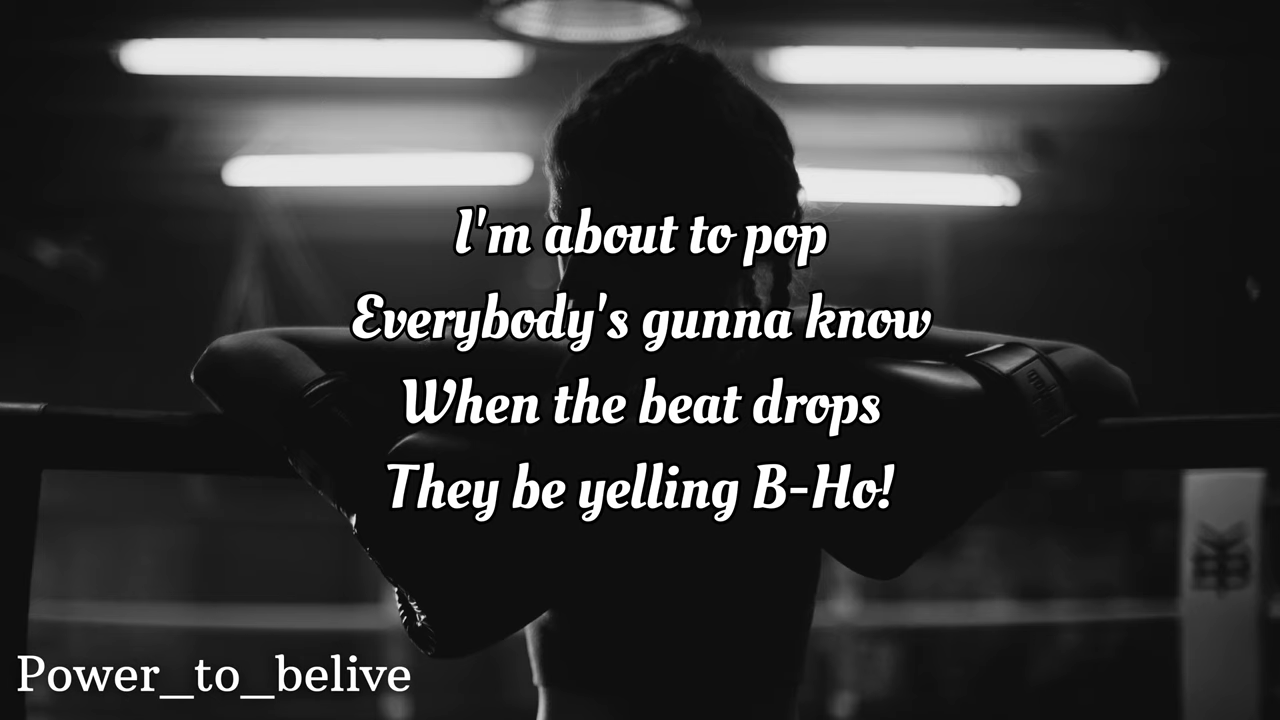 I'm about to pop
Everybody's gunna know
When the beat drops
They be yelling B-Ho!
Power_to_belive